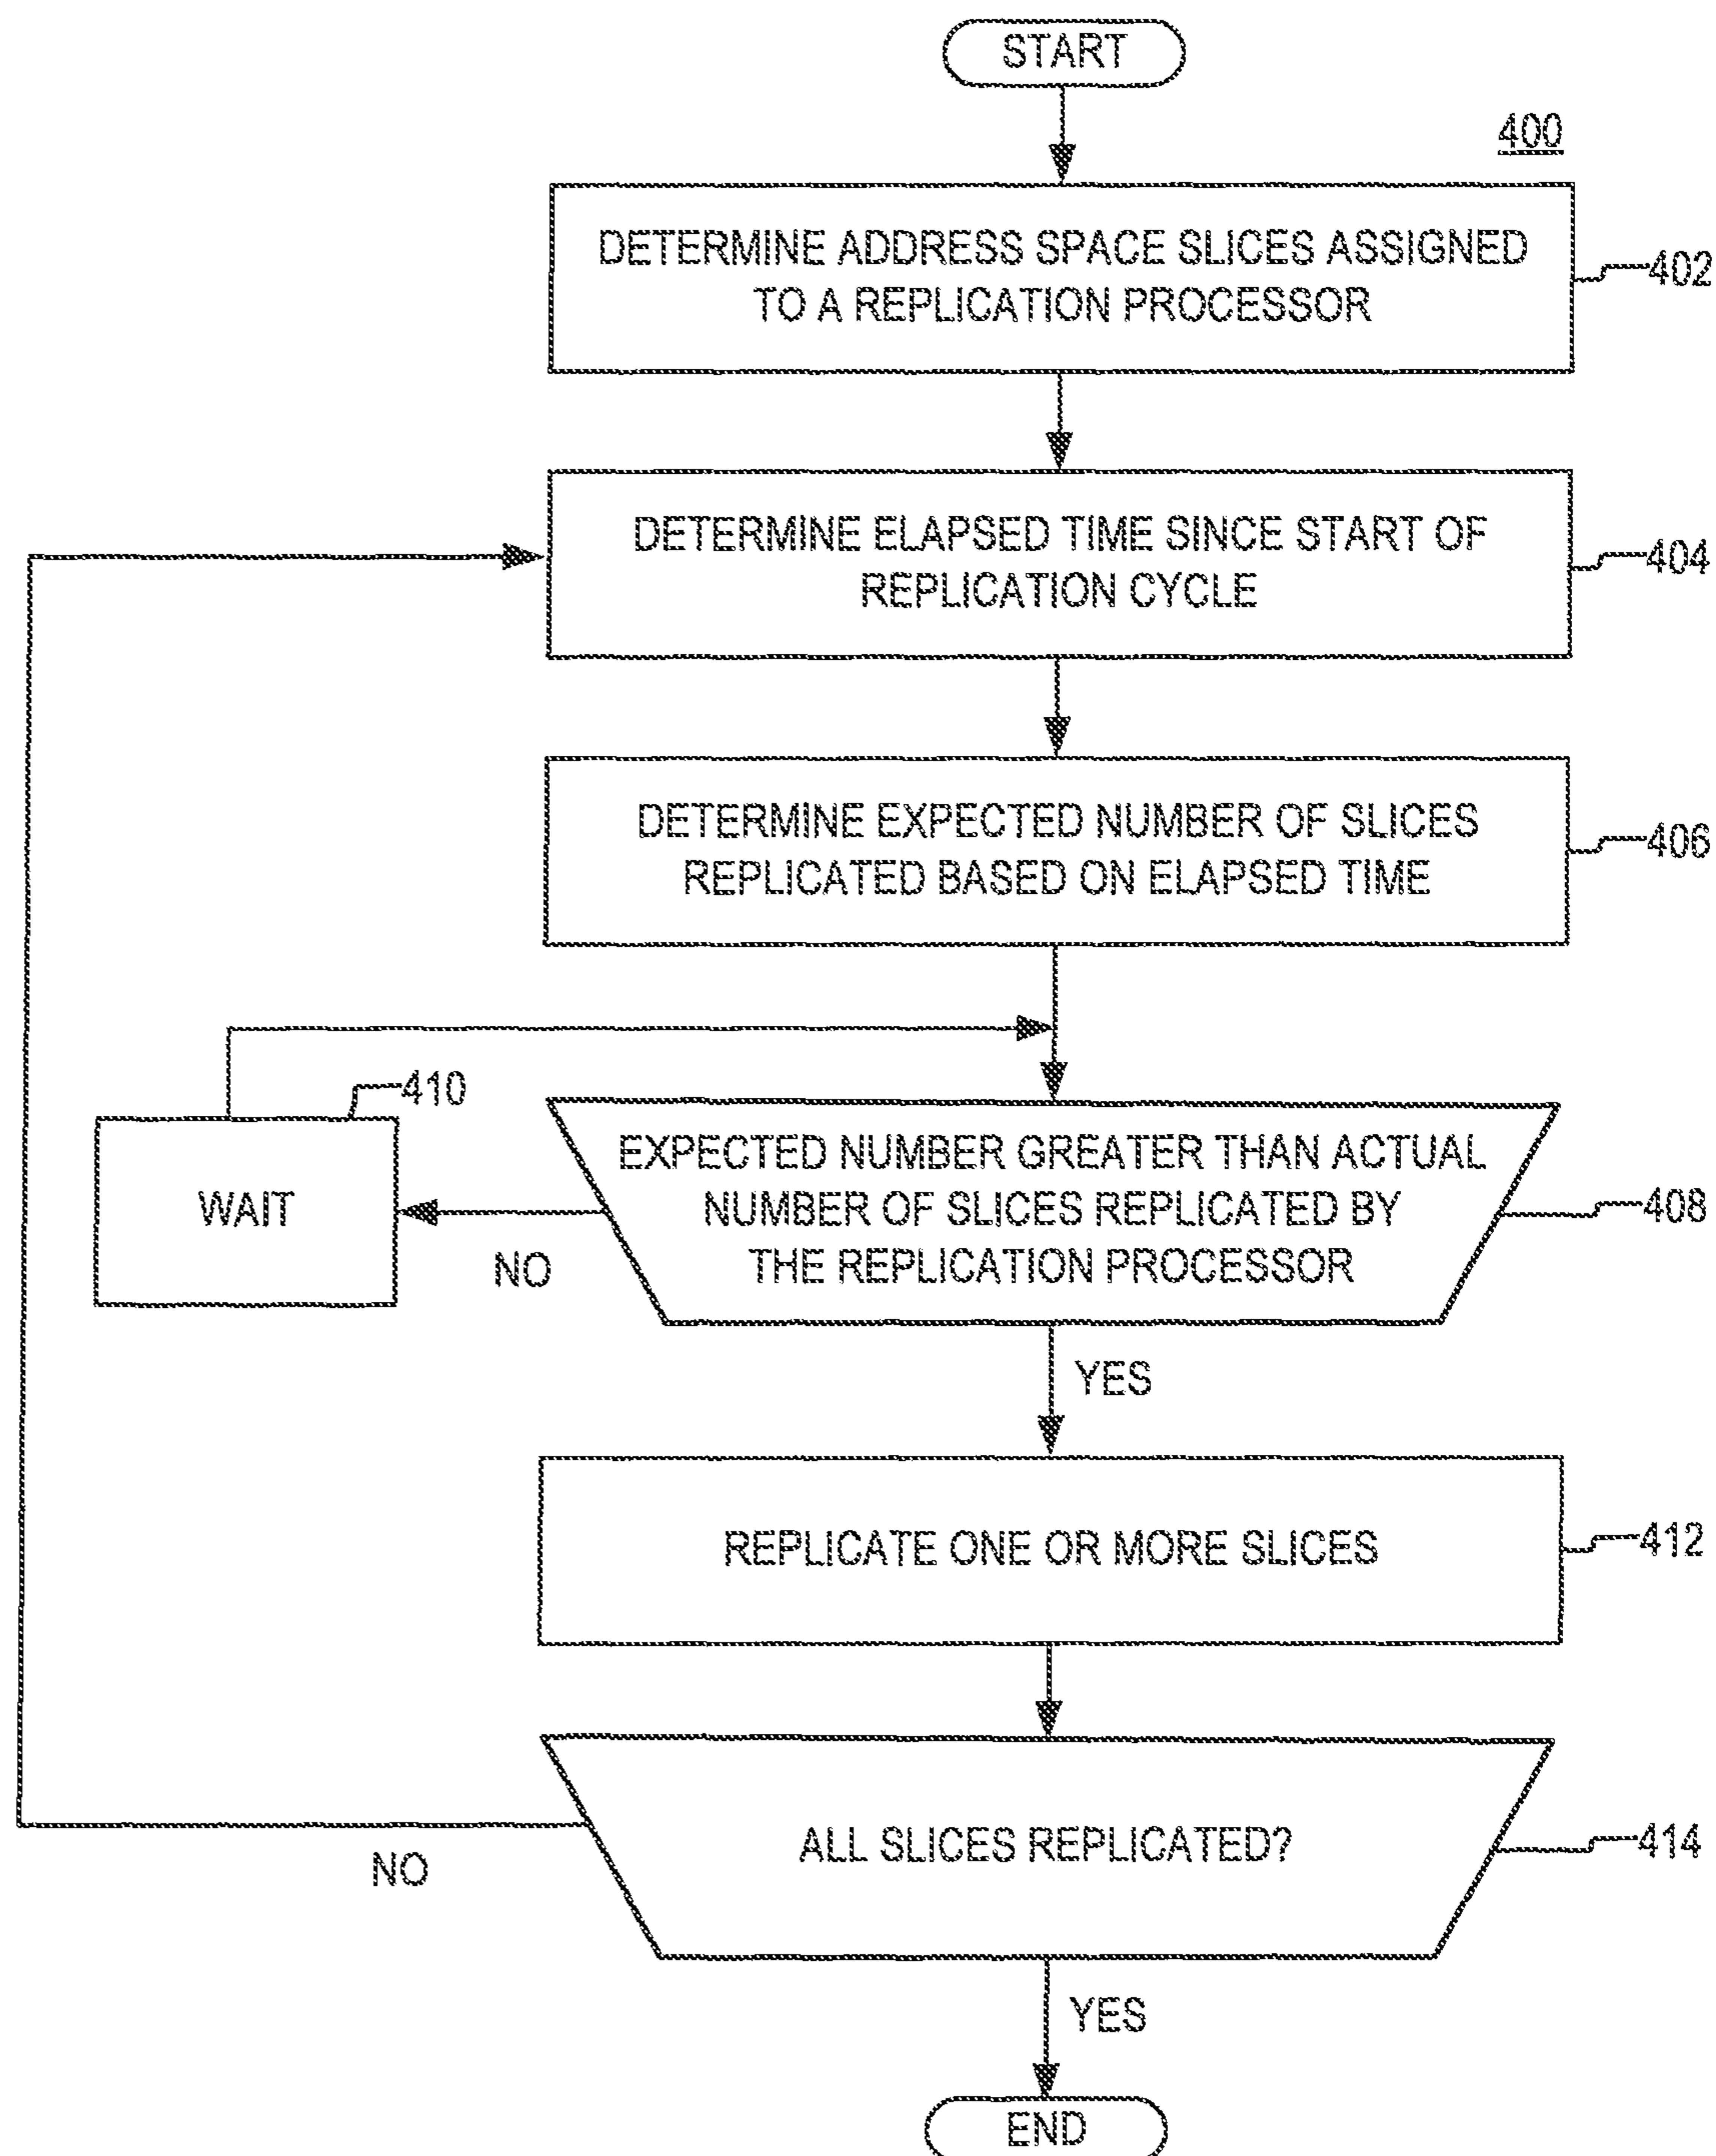 START
400
DETERMINE ADDRESS SPACE SLICES ASSIGNED
TO A REPLICATION PROCESSOR
402
DETERMINE ELAPSED TIME SINCE START OF
REPLICATION CYCLE
404
DETERMINE EXPECTED NUMBER OF SLICES
REPLICATED BASED ON ELAPSED TIME
406
410
WAIT
EXPECTED NUMBER GREATER THAN ACTUAL
NUMBER OF SLICES REPLICATED BY
THE REPLICATION PROCESSOR
408
NO
YES
REPLICATE ONE OR MORE SLICES
412
ALL SLICES REPLICATED?
414
NO
YES
END